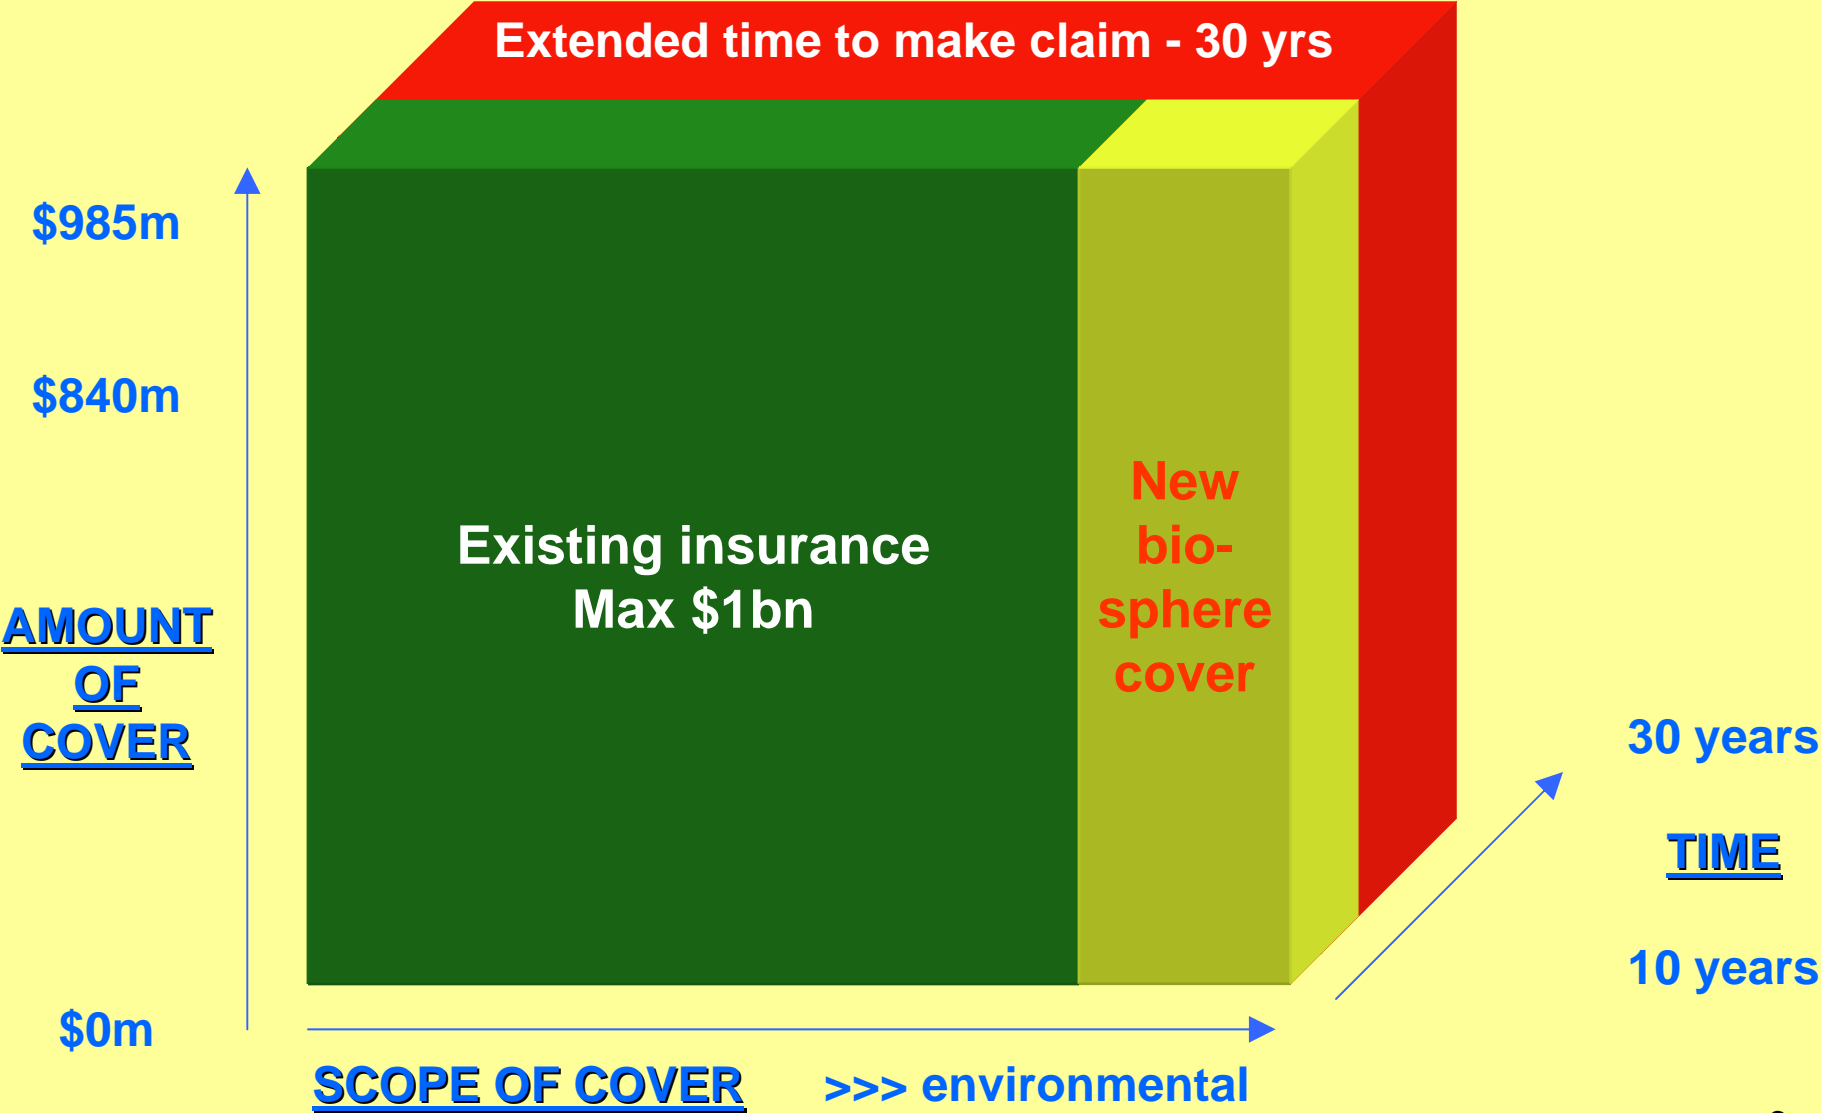 Extended time to make claim - 30 yrs
$985m
$840m
Existing insurance
Max $1bn
New
bio-
sphere
cover
AMOUNT
OF
COVER
30 years
TIME
10 years
$0m
SCOPE OF COVER >>> environmental